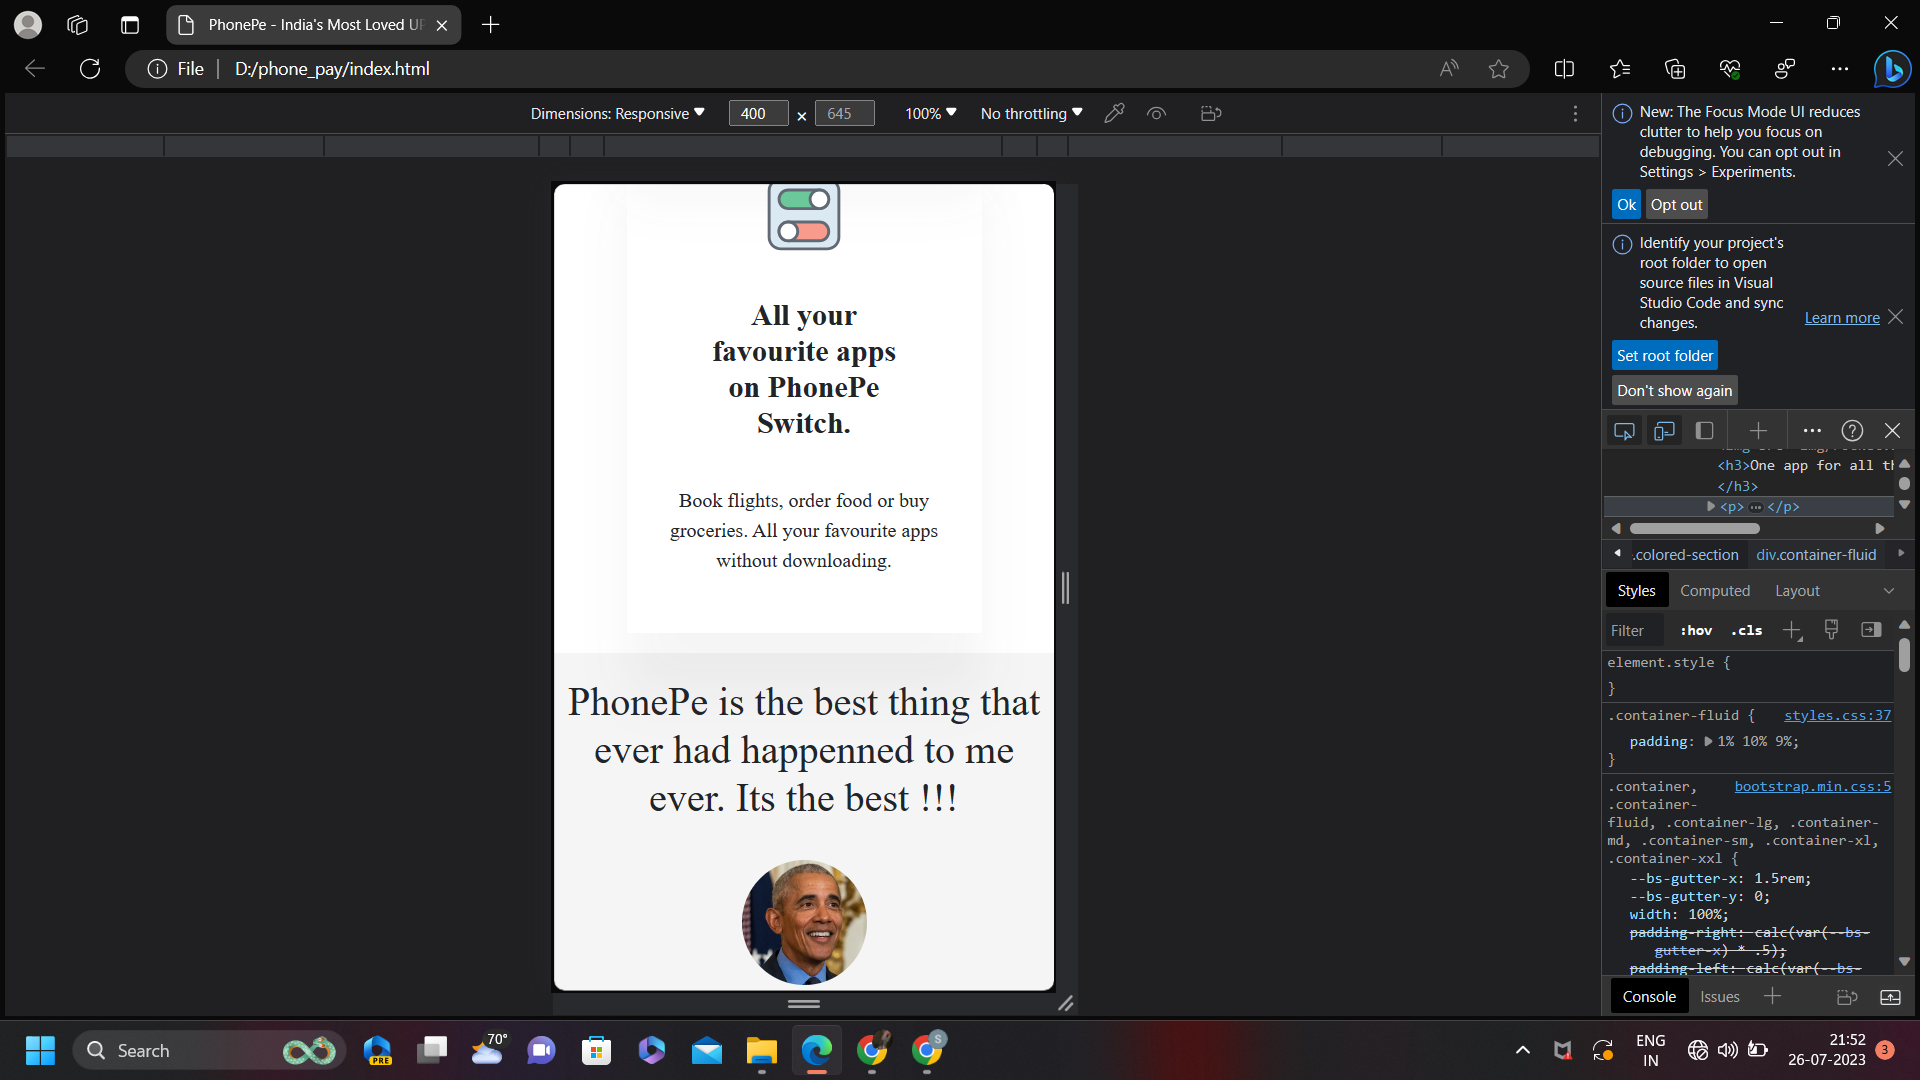 PhonePe - India's Most Loved UP
File
D:/phone_pay/index.html
Dimensions: Responsive
400
×
645
100%
No throttling
New: The Focus Mode UI reduces
clutter to help you focus on
debugging. You can opt out in
Settings > Experiments.
Ok
Opt out
Identify your project's
root folder to open
source files in Visual
Studio Code and sync
changes.
Learn more
Set root folder
Don't show again
All your
favourite apps
on PhonePe
Switch.
Book flights, order food or buy
groceries. All your favourite apps
without downloading.
PhonePe is the best thing that
ever had happenned to me
ever. Its the best !!!
<h3>One app for all th
</h3>
<p> ⋯ </p>
.colored-section
div.container-fluid
Styles
Computed
Layout
Filter
:hov
.cls
element.style {
}
.container-fluid { styles.css:37
padding: 1% 10% 9%;
}
.container, bootstrap.min.css:5
.container-
fluid, .container-lg, .container-
md, .container-sm, .container-xl,
.container-xxl {
--bs-gutter-x: 1.5rem;
--bs-gutter-y: 0;
width: 100%;
padding-right: calc(var(--bs-
gutter-x) * .5);
padding-left: calc(var(--bs-
Console
Issues
Search
PRE
70°
S
ENG
IN
21:52
26-07-2023
3